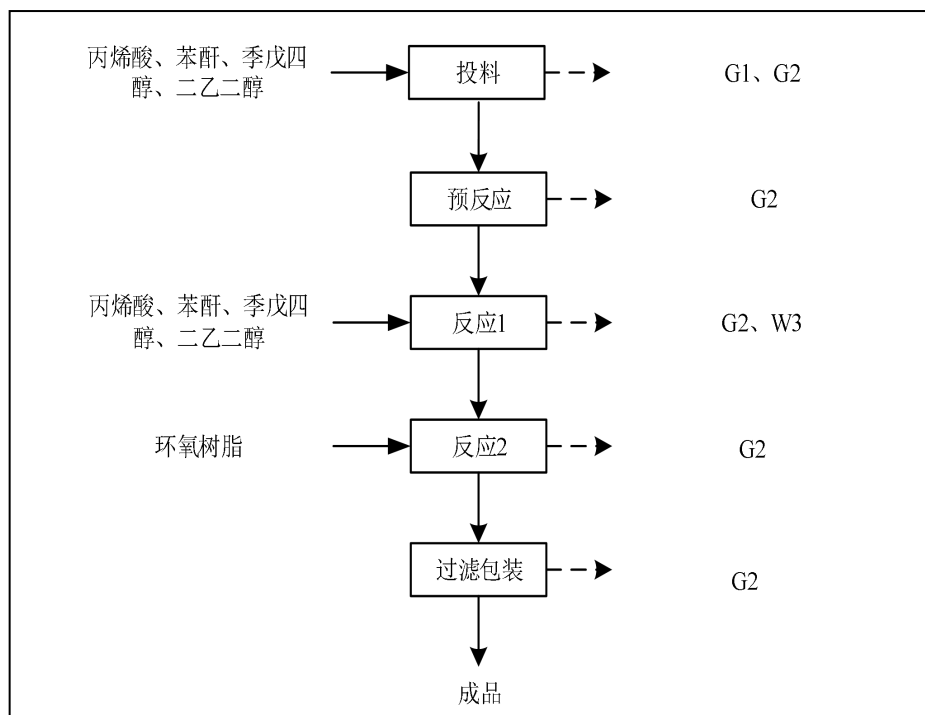 丙烯酸、苯酐、季戊四
醇、二乙二醇
投料
G1、G2
预反应
G2
丙烯酸、苯酐、季戊四
醇、二乙二醇
反应1
G2、W3
环氧树脂
反应2
G2
过滤包装
G2
成品